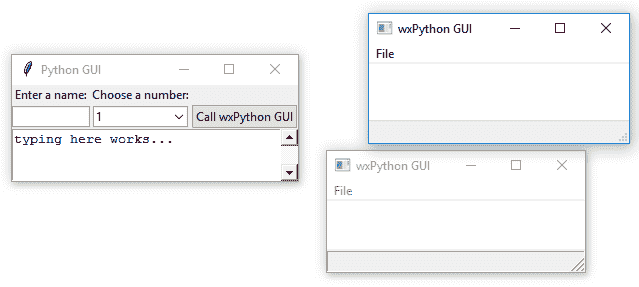 Python GUI
Enter a name: Choose a number:
1 Call wxPython GUI
typing here works...
wxPython GUI
File
wxPython GUI
File